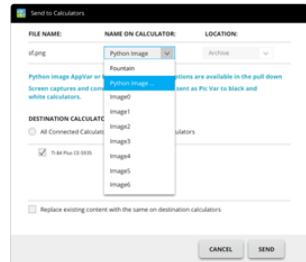 Send to Calculators
FILE NAME: NAME ON CALCULATOR: LOCATION:
sf.png Python Image Archive
Fountain
Python image AppVar or tions are available in the pull down
Python Image ...
Screen captures and con sent as Pic Var to black and
white calculators.
Image0
Image1
DESTINATION CALCULATO
Image2
All Connected Calculato ulators
Image3
TI-84 Plus CE-5935
Image4
Image5
Image6
Replace existing content with the same on destination calculators
CANCEL SEND